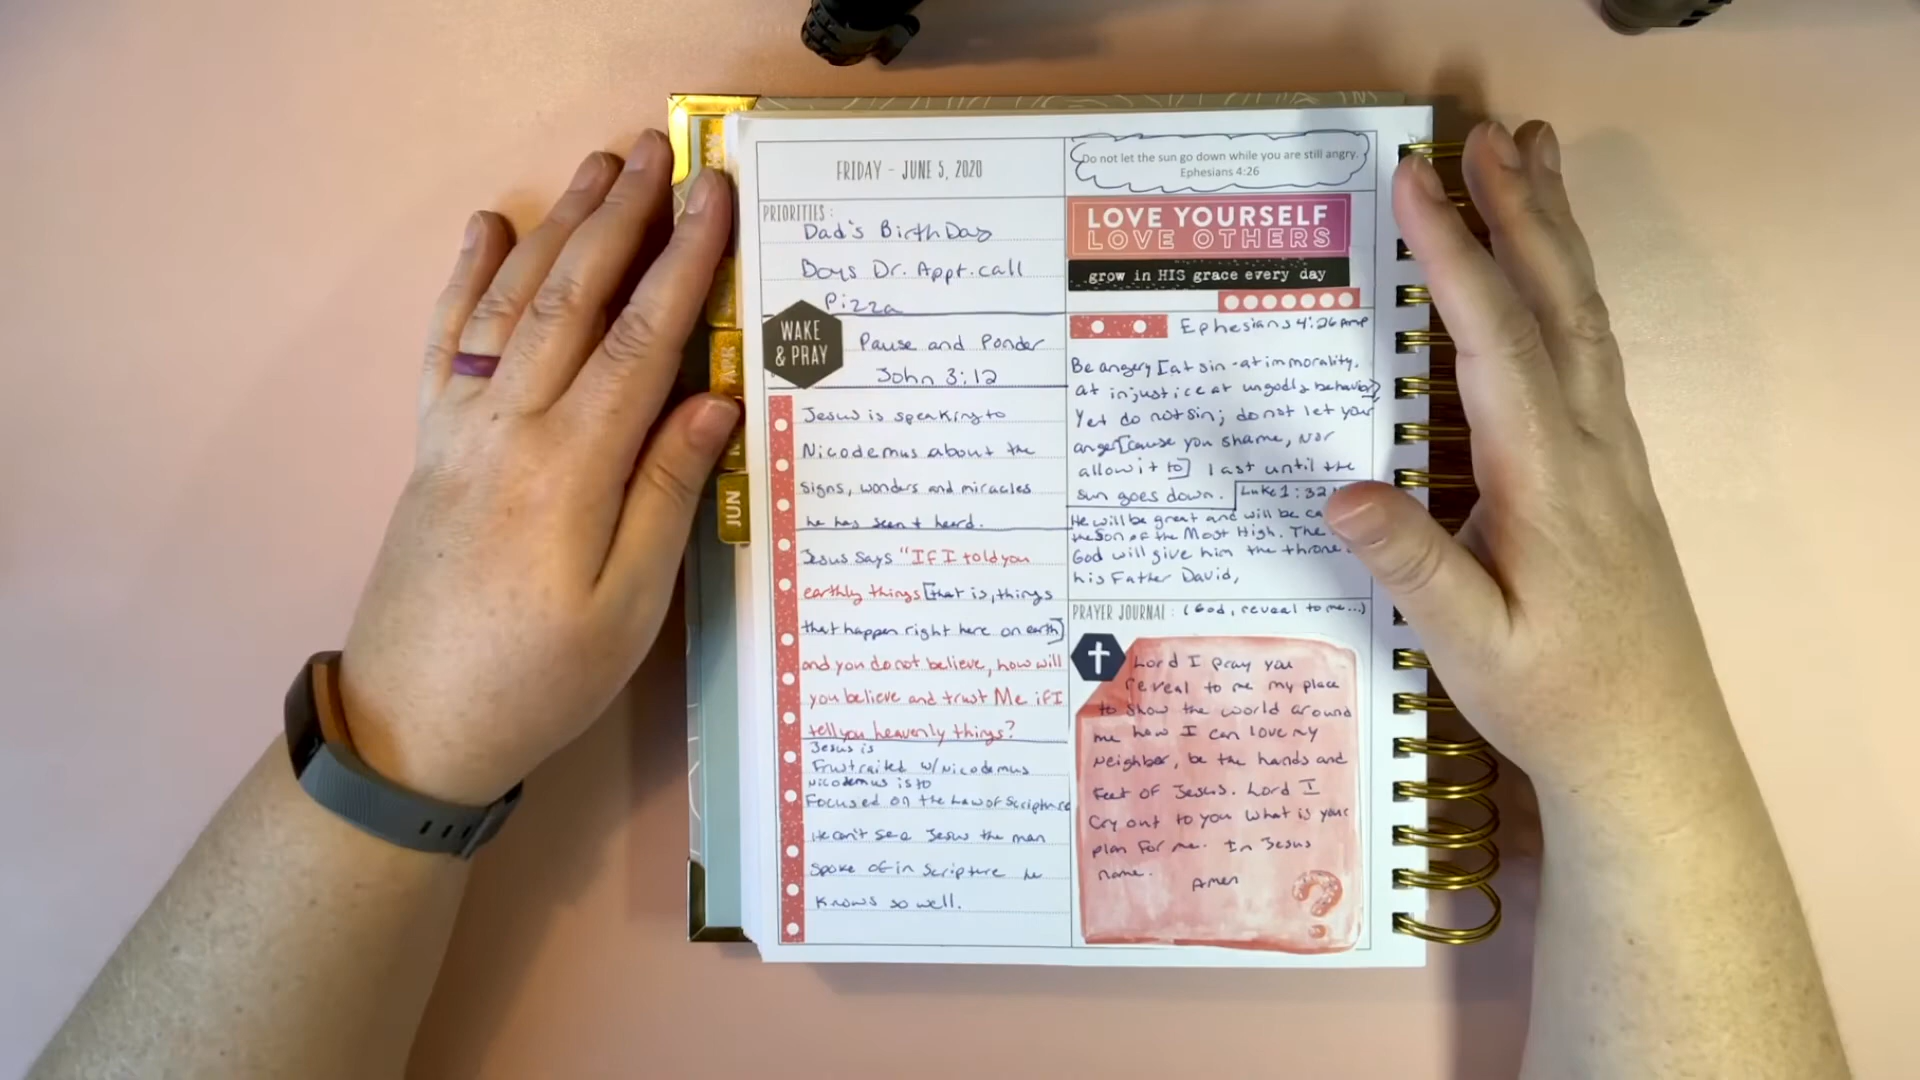 FRIDAY - JUNE 5, 2020
PRIORITIES:
Dad's BirthDay
Boys Dr. Appt. call
Pizza
WAKE
& PRAY
Pause and Ponder
John 3:12
Jesus is speaking to
Nicodemus about the
signs, wonders and miracles
he has seen & heard.
Jesus says "If I told you
earthly things [that is, things
that happen right here on earth]
and you do not believe, how will
you believe and trust Me if I
tell you heavenly things?
Jesus is
Frustraited w/ Nicodemus
Nicodemus is to
Focused on the Law of Scripture
He can't see Jesus the man
Spoke of in Scripture he
Knows so well.
Do not let the sun go down while you are still angry.
Ephesians 4:26
LOVE YOURSELF
LOVE OTHERS
grow in HIS grace every day
Ephesians 4:26 AMP
Be angry [at sin - at immorality,
at injustice at ungodly behavior],
Yet do not sin; do not let your
anger [cause you shame, nor
allow it to] last until the
sun goes down.
Luke 1:32
He will be great and will be
the Son of the Most High. The
God will give him the throne
his Father David,
PRAYER JOURNAL: (God, reveal to me...)
Lord I pray you
reveal to me my place
to show the world around
me how I can love my
Neighbor, be the hands and
feet of Jesus. Lord I
Cry out to you what is your
plan for me. In Jesus
name.
Amen
?
JUN
APR